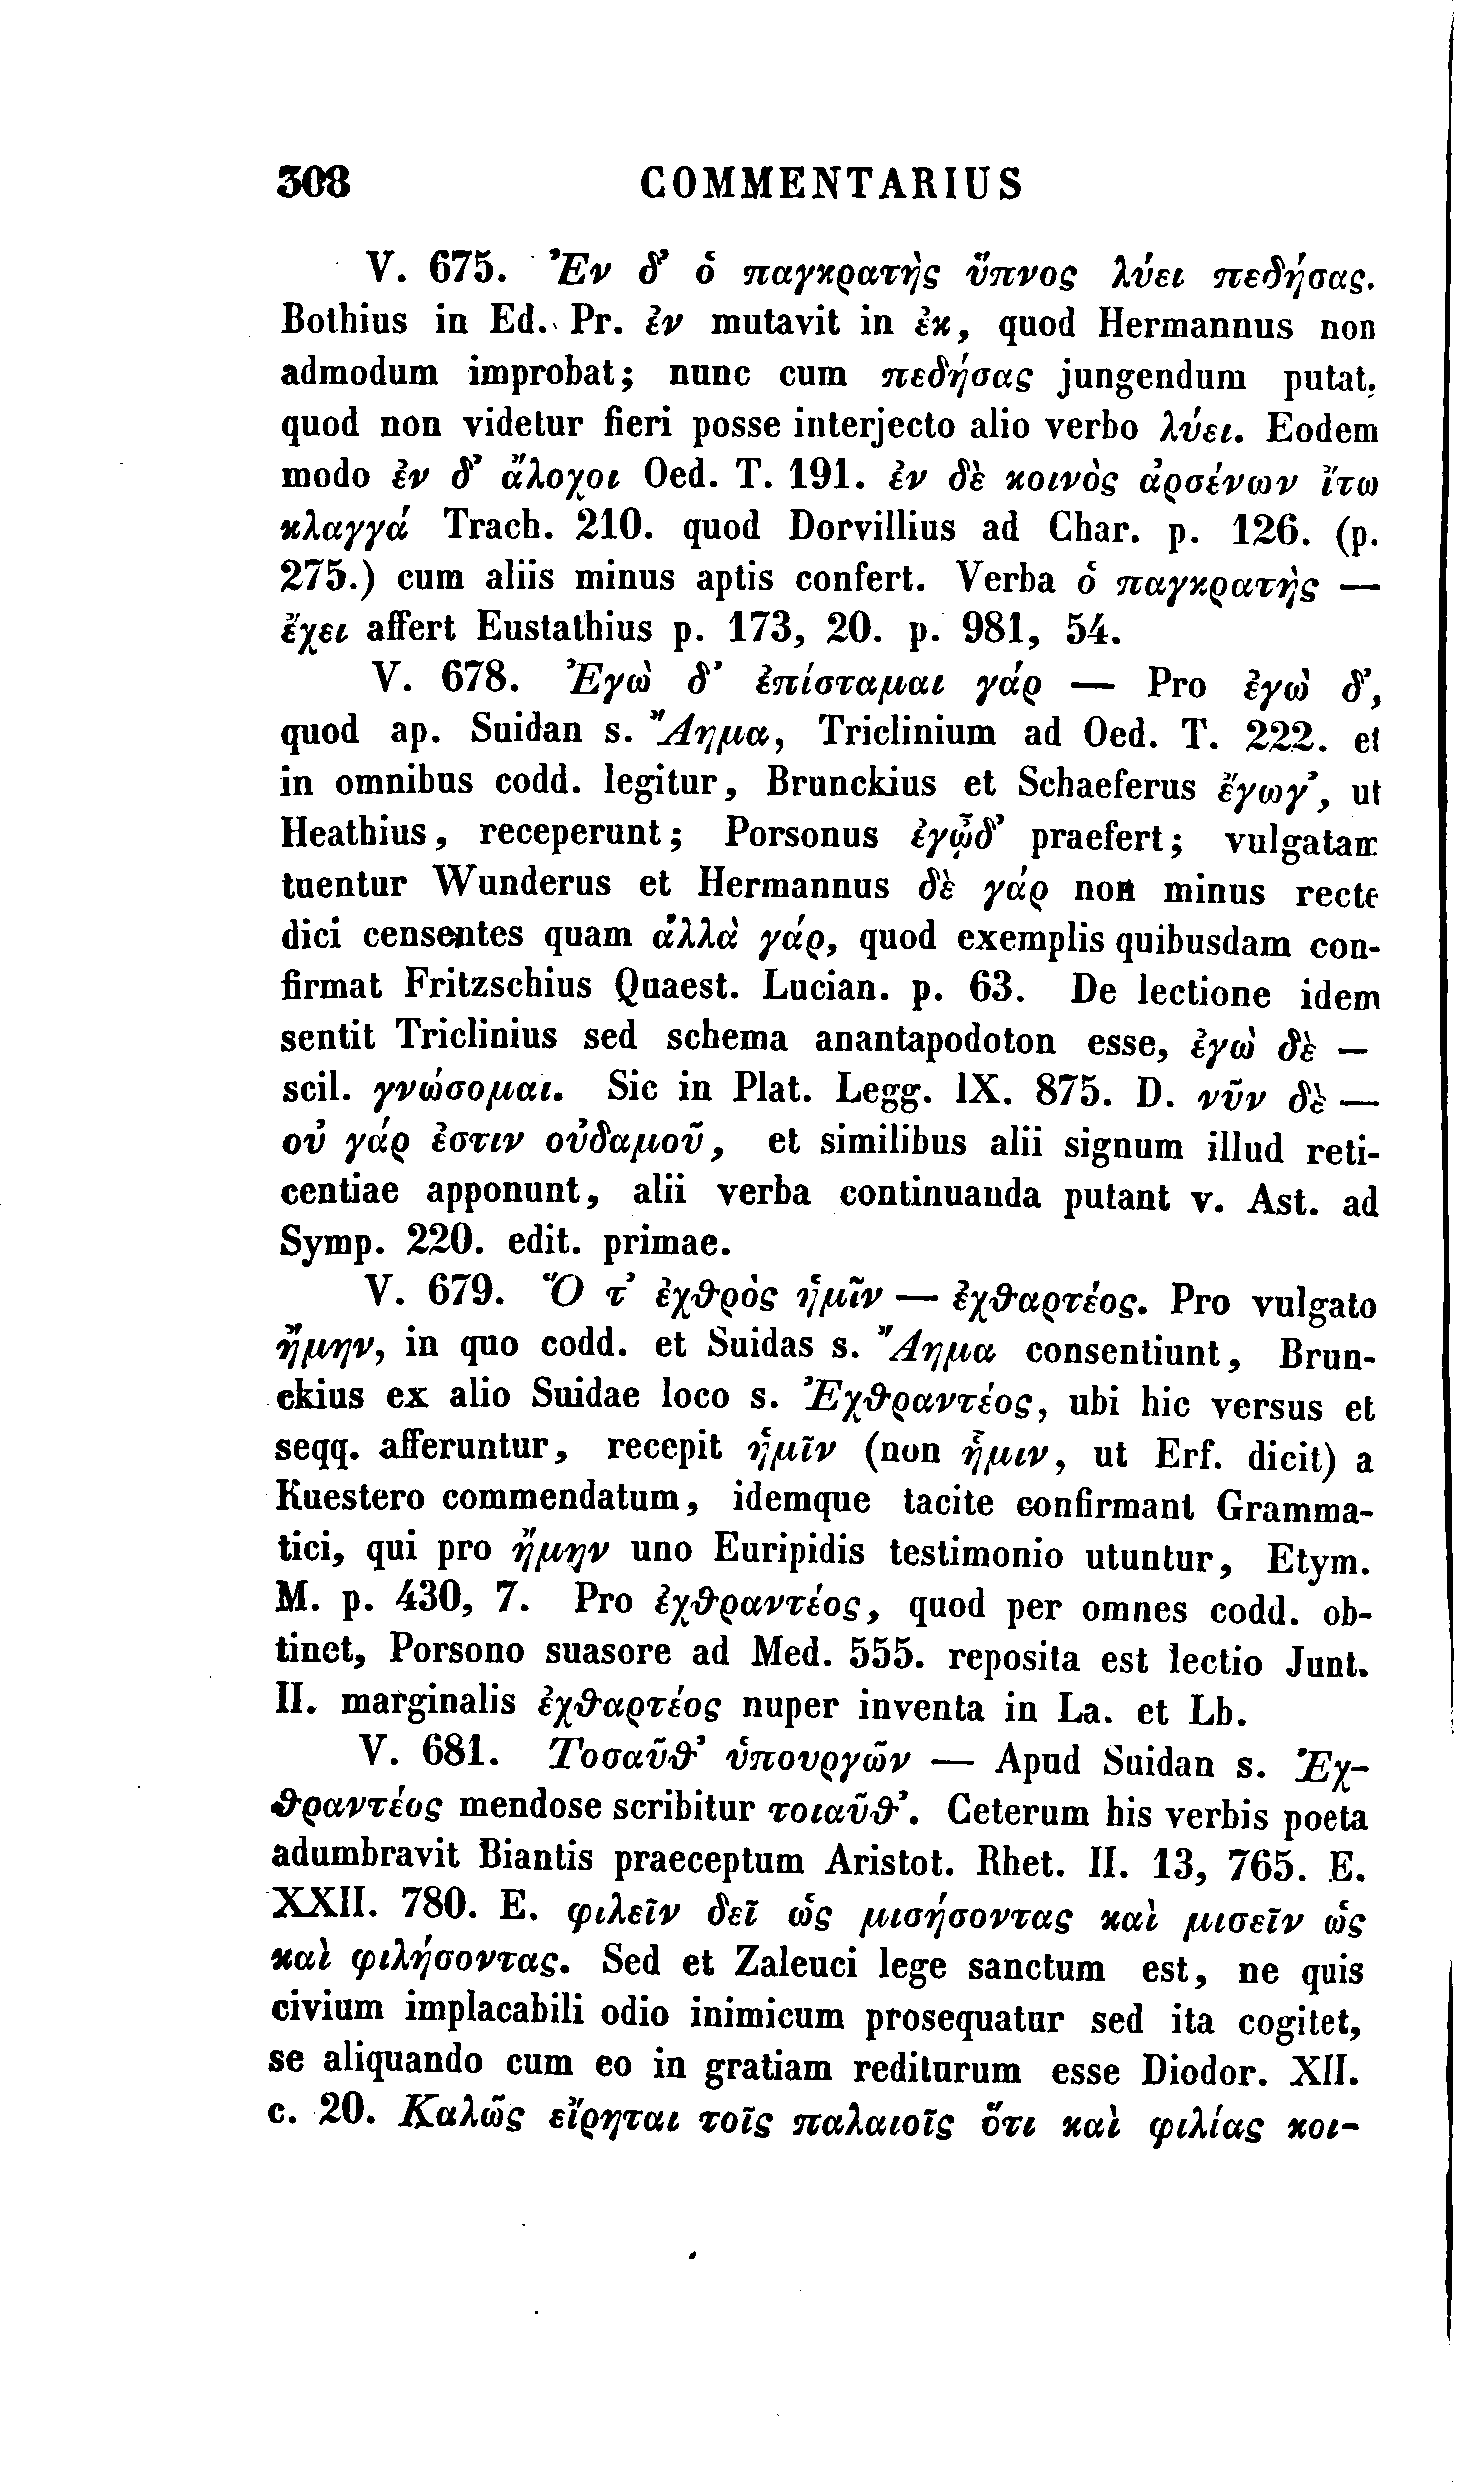 308 COMMENTARIUS
V. 675. Ἐν δ’ ὁ παγκρατὴς ὕπνος λύει πεδήσας.
Bothius in Ed. Pr. ἐν mutavit in ἐκ, quod Hermannus non
admodum improbat; nunc cum πεδήσας jungendum putat,
quod non videtur fieri posse interjecto alio verbo λύει. Eodem
modo ἐν δ’ ἄλοχοι Oed. T. 191. ἐν δὲ κοινὸς ἀρσένων ἴτω
κλαγγά Trach. 210. quod Dorvillius ad Char. p. 126. (p.
275.) cum aliis minus aptis confert. Verba ὁ παγκρατὴς —
ἔχει affert Eustathius p. 173, 20. p. 981, 54.
V. 678. Ἐγὼ δ’ ἐπίσταμαι γάρ — Pro ἐγὼ δ’,
quod ap. Suidan s. Ἄημα, Triclinium ad Oed. T. 222. et
in omnibus codd. legitur, Brunckius et Schaeferus ἔγωγ’, ut
Heathius, receperunt; Porsonus ἐγᾦδ’ praefert; vulgatam
tuentur Wunderus et Hermannus δὲ γάρ non minus recte
dici censentes quam ἀλλὰ γάρ, quod exemplis quibusdam con-
firmat Fritzschius Quaest. Lucian. p. 63. De lectione idem
sentit Triclinius sed schema anantapodoton esse, ἐγὼ δὲ —
scil. γνώσομαι. Sic in Plat. Legg. IX. 875. D. νῦν δὲ —
οὐ γάρ ἐστιν οὐδαμοῦ, et similibus alii signum illud reti-
centiae apponunt, alii verba continuanda putant v. Ast. ad
Symp. 220. edit. primae.
V. 679. Ὅ τ’ ἐχθρὸς ἡμῖν — ἐχθαρτέος. Pro vulgato
ἤμην, in quo codd. et Suidas s. Ἄημα consentiunt, Brun-
ckius ex alio Suidae loco s. Ἐχθραντέος, ubi hic versus et
seqq. afferuntur, recepit ἡμῖν (non ἧμιν, ut Erf. dicit) a
Kuestero commendatum, idemque tacite confirmant Gramma-
tici, qui pro ἤμην uno Euripidis testimonio utuntur, Etym.
M. p. 430, 7. Pro ἐχθραντέος, quod per omnes codd. ob-
tinet, Porsono suasore ad Med. 555. reposita est lectio Junt.
II. marginalis ἐχθαρτέος nuper inventa in La. et Lb.
V. 681. Τοσαῦθ’ ὑπουργῶν — Apud Suidan s. Ἐχ-
θραντέος mendose scribitur τοιαῦθ’. Ceterum his verbis poeta
adumbravit Biantis praeceptum Aristot. Rhet. II. 13, 765. E.
XXII. 780. E. φιλεῖν δεῖ ὡς μισήσοντας καὶ μισεῖν ὡς
καὶ φιλήσοντας. Sed et Zaleuci lege sanctum est, ne quis
civium implacabili odio inimicum prosequatur sed ita cogitet,
se aliquando cum eo in gratiam rediturum esse Diodor. XII.
c. 20. Καλῶς εἴρηται τοῖς παλαιοῖς ὅτι καὶ φιλίας κοι-